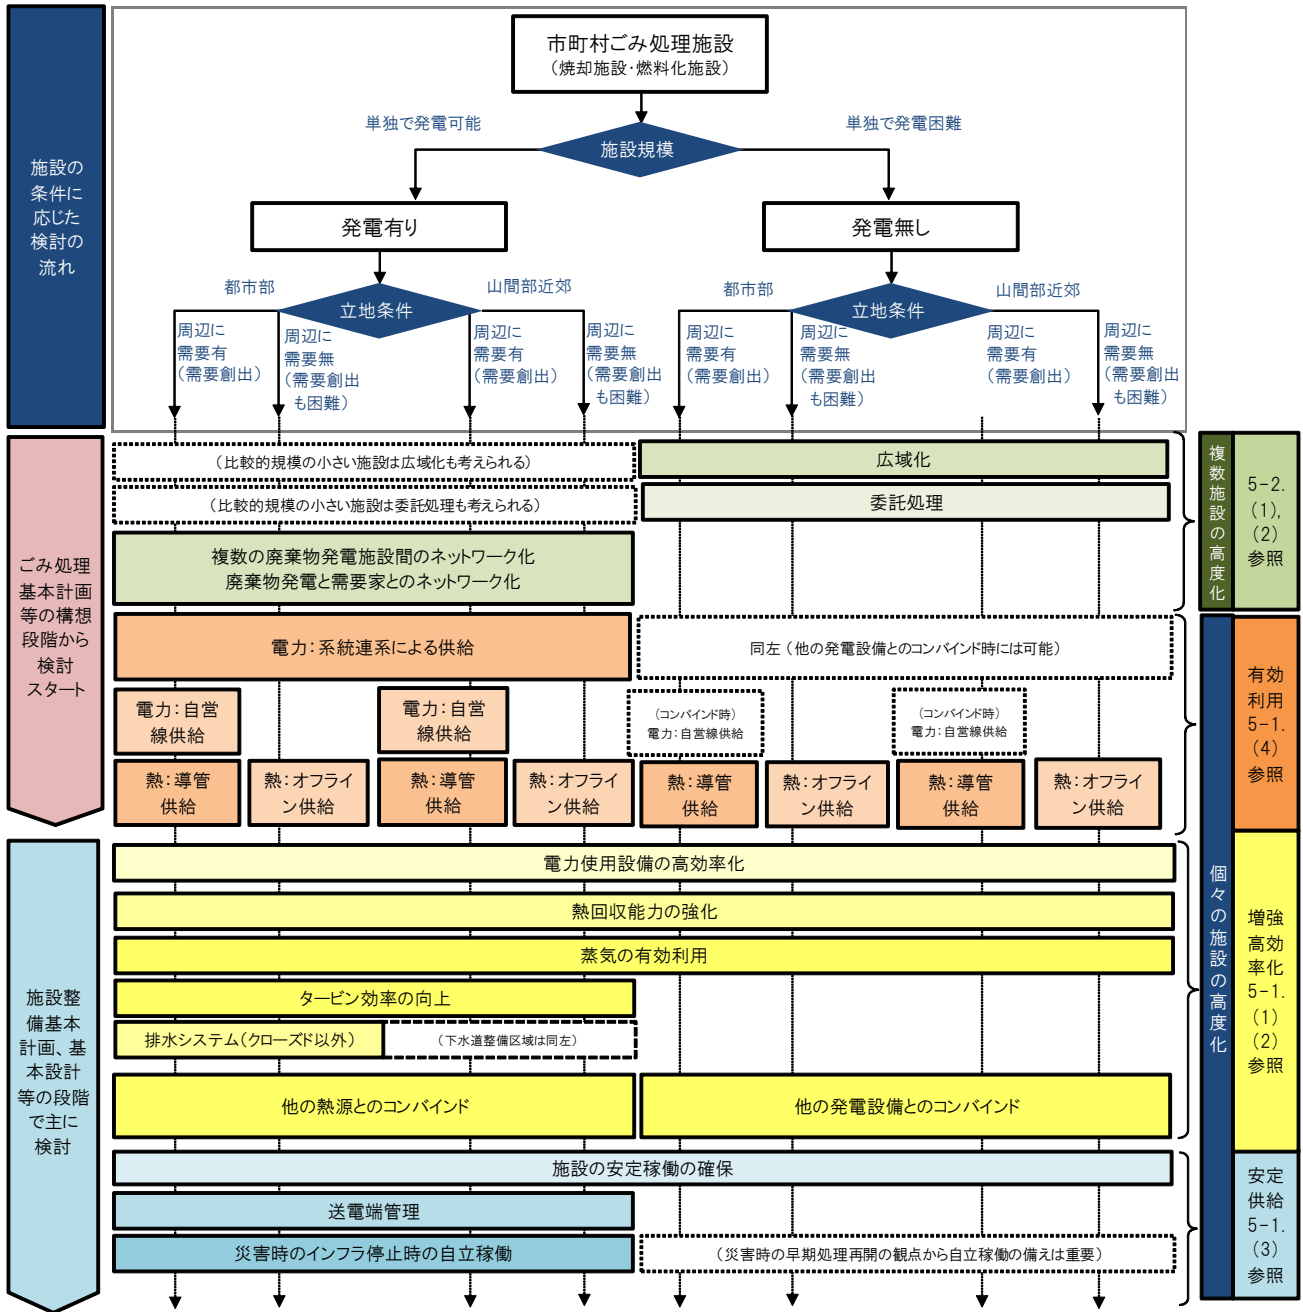 施設の
条件に
応じた
検討の
流れ
市町村ごみ処理施設
（焼却施設・燃料化施設）
単独で発電可能
単独で発電困難
施設規模
発電有り
発電無し
都市部
山間部近郊
立地条件
都市部
山間部近郊
立地条件
周辺に
需要有
（需要創出）
周辺に
需要無
（需要創出
も困難）
周辺に
需要有
（需要創出）
周辺に
需要無
（需要創出
も困難）
周辺に
需要有
（需要創出）
周辺に
需要無
（需要創出
も困難）
周辺に
需要有
（需要創出）
周辺に
需要無
（需要創出
も困難）
ごみ処理
基本計画
等の構想
段階から
検討
スタート
（比較的規模の小さい施設は広域化も考えられる）
広域化
（比較的規模の小さい施設は委託処理も考えられる）
委託処理
複数の廃棄物発電施設間のネットワーク化
廃棄物発電と需要家とのネットワーク化
複数施設の高度化
5-2.
(1),
(2)
参照
電力：系統連系による供給
同左（他の発電設備とのコンバインド時には可能）
電力：自営
線供給
電力：自営
線供給
（コンバインド時）
電力：自営線供給
（コンバインド時）
電力：自営線供給
熱：導管
供給
熱：オフライ
ン供給
熱：導管
供給
熱：オフライ
ン供給
熱：導管
供給
熱：オフライ
ン供給
熱：導管
供給
熱：オフライ
ン供給
有効
利用
5-1.
(4)
参照
個々の施設の高度化
施設整
備基本
計画、基
本設計
等の段階
で主に
検討
電力使用設備の高効率化
熱回収能力の強化
蒸気の有効利用
タービン効率の向上
排水システム（クローズド以外）
（下水道整備区域は同左）
他の熱源とのコンバインド
他の発電設備とのコンバインド
増強
高効
率化
5-1.
(1)
(2)
参照
施設の安定稼働の確保
送電端管理
災害時のインフラ停止時の自立稼働
（災害時の早期処理再開の観点から自立稼働の備えは重要）
安定
供給
5-1.
(3)
参照